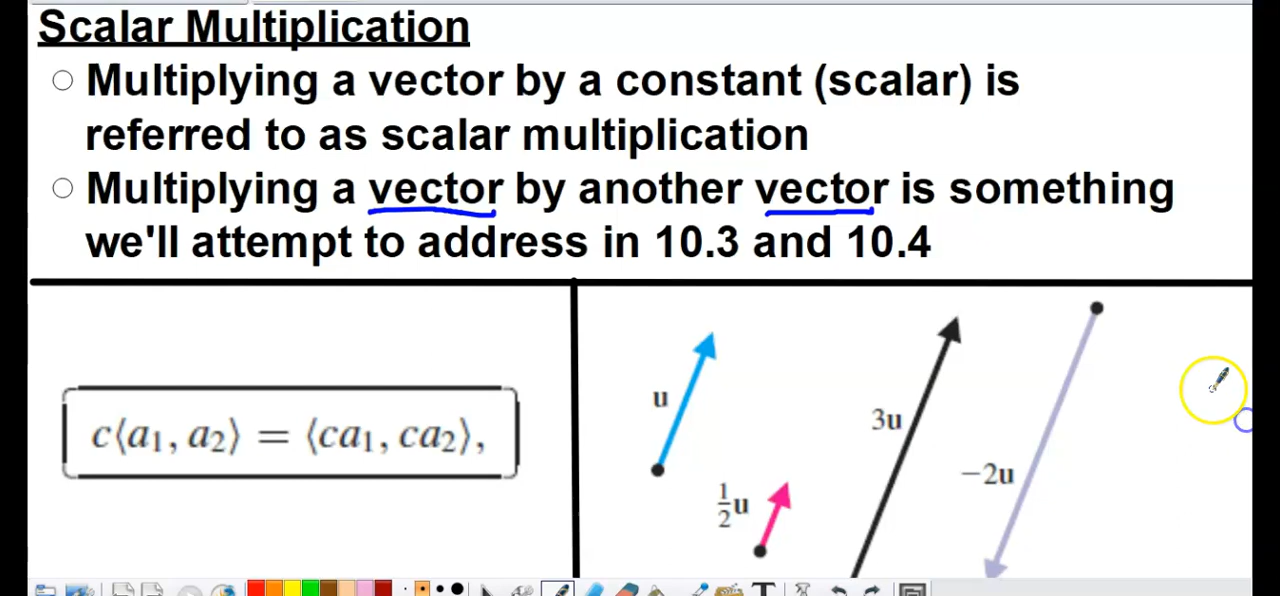 Scalar Multiplication
Multiplying a vector by a constant (scalar) is
referred to as scalar multiplication
Multiplying a vector by another vector is something
we'll attempt to address in 10.3 and 10.4
c⟨a₁, a₂⟩ = ⟨ca₁, ca₂⟩,
u
½u
3u
−2u
T